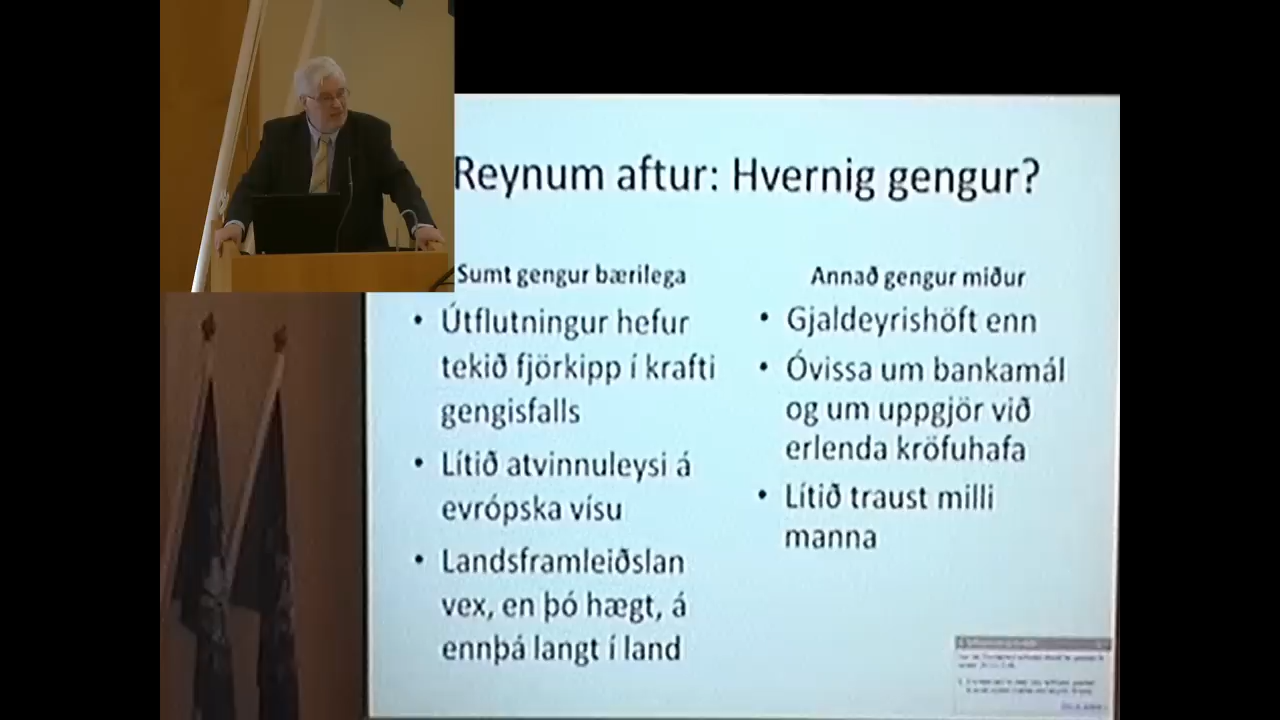 Reynum aftur: Hvernig gengur?
Sumt gengur bærilega
• Útflutningur hefur
tekið fjörkipp í krafti
gengisfalls
• Lítið atvinnuleysi á
evrópska vísu
• Landsframleiðslan
vex, en þó hægt, á
ennþá langt í land
Annað gengur miður
• Gjaldeyrishöft enn
• Óvissa um bankamál
og um uppgjör við
erlenda kröfuhafa
• Lítið traust milli
manna